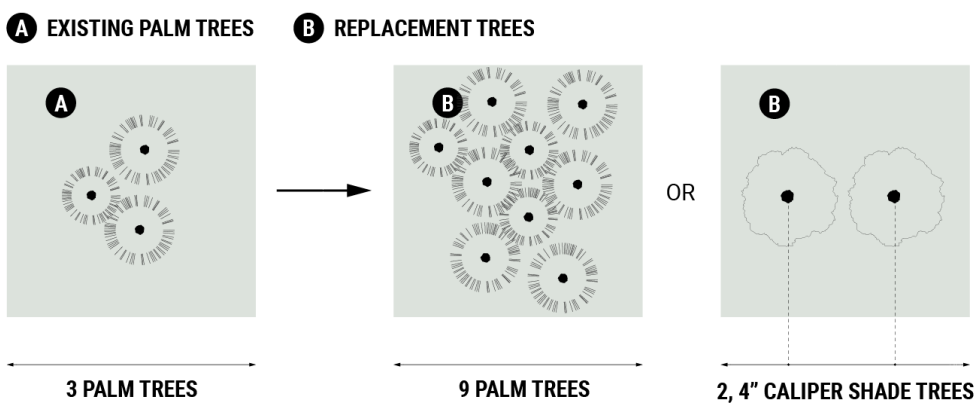 A EXISTING PALM TREES
B REPLACEMENT TREES
A
B
OR
B
3 PALM TREES
9 PALM TREES
2, 4” CALIPER SHADE TREES